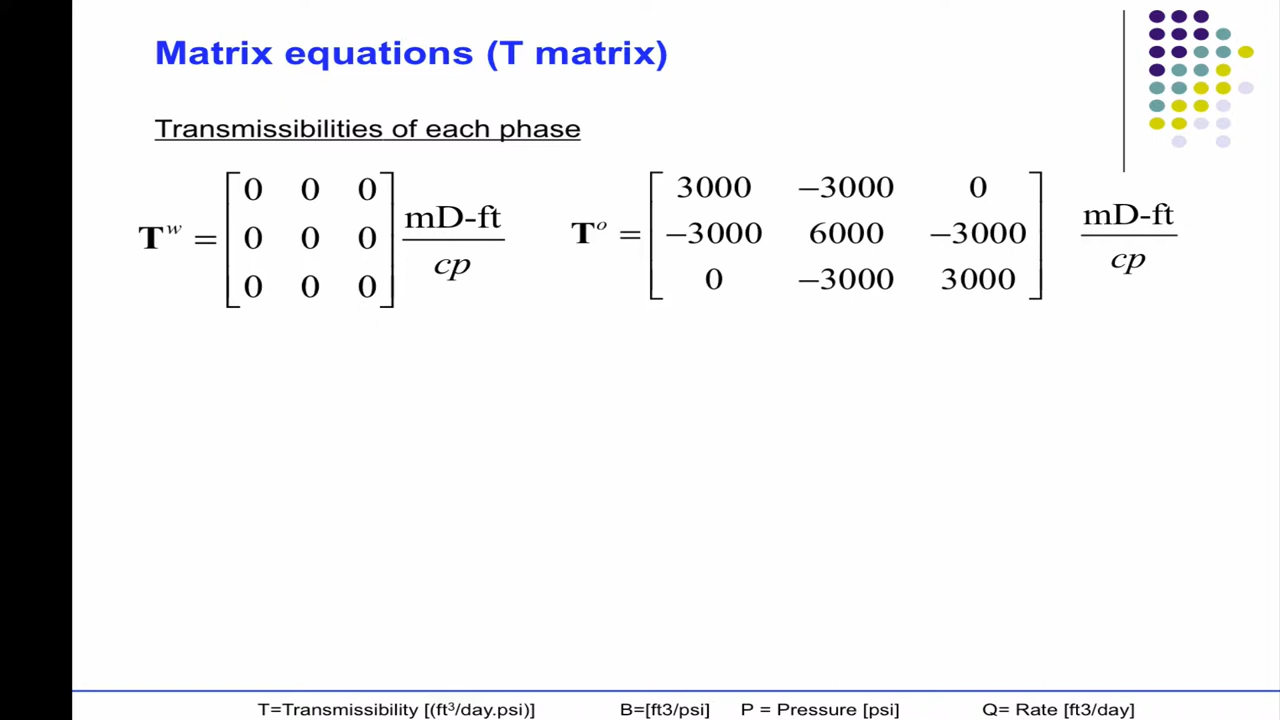 Matrix equations (T matrix)
Transmissibilities of each phase
T^w = [0 0 0; 0 0 0; 0 0 0] mD-ft/cp
T^o = [3000 −3000 0; −3000 6000 −3000; 0 −3000 3000] mD-ft/cp
T=Transmissibility [(ft³/day.psi)] B=[ft3/psi] P = Pressure [psi] Q= Rate [ft3/day]